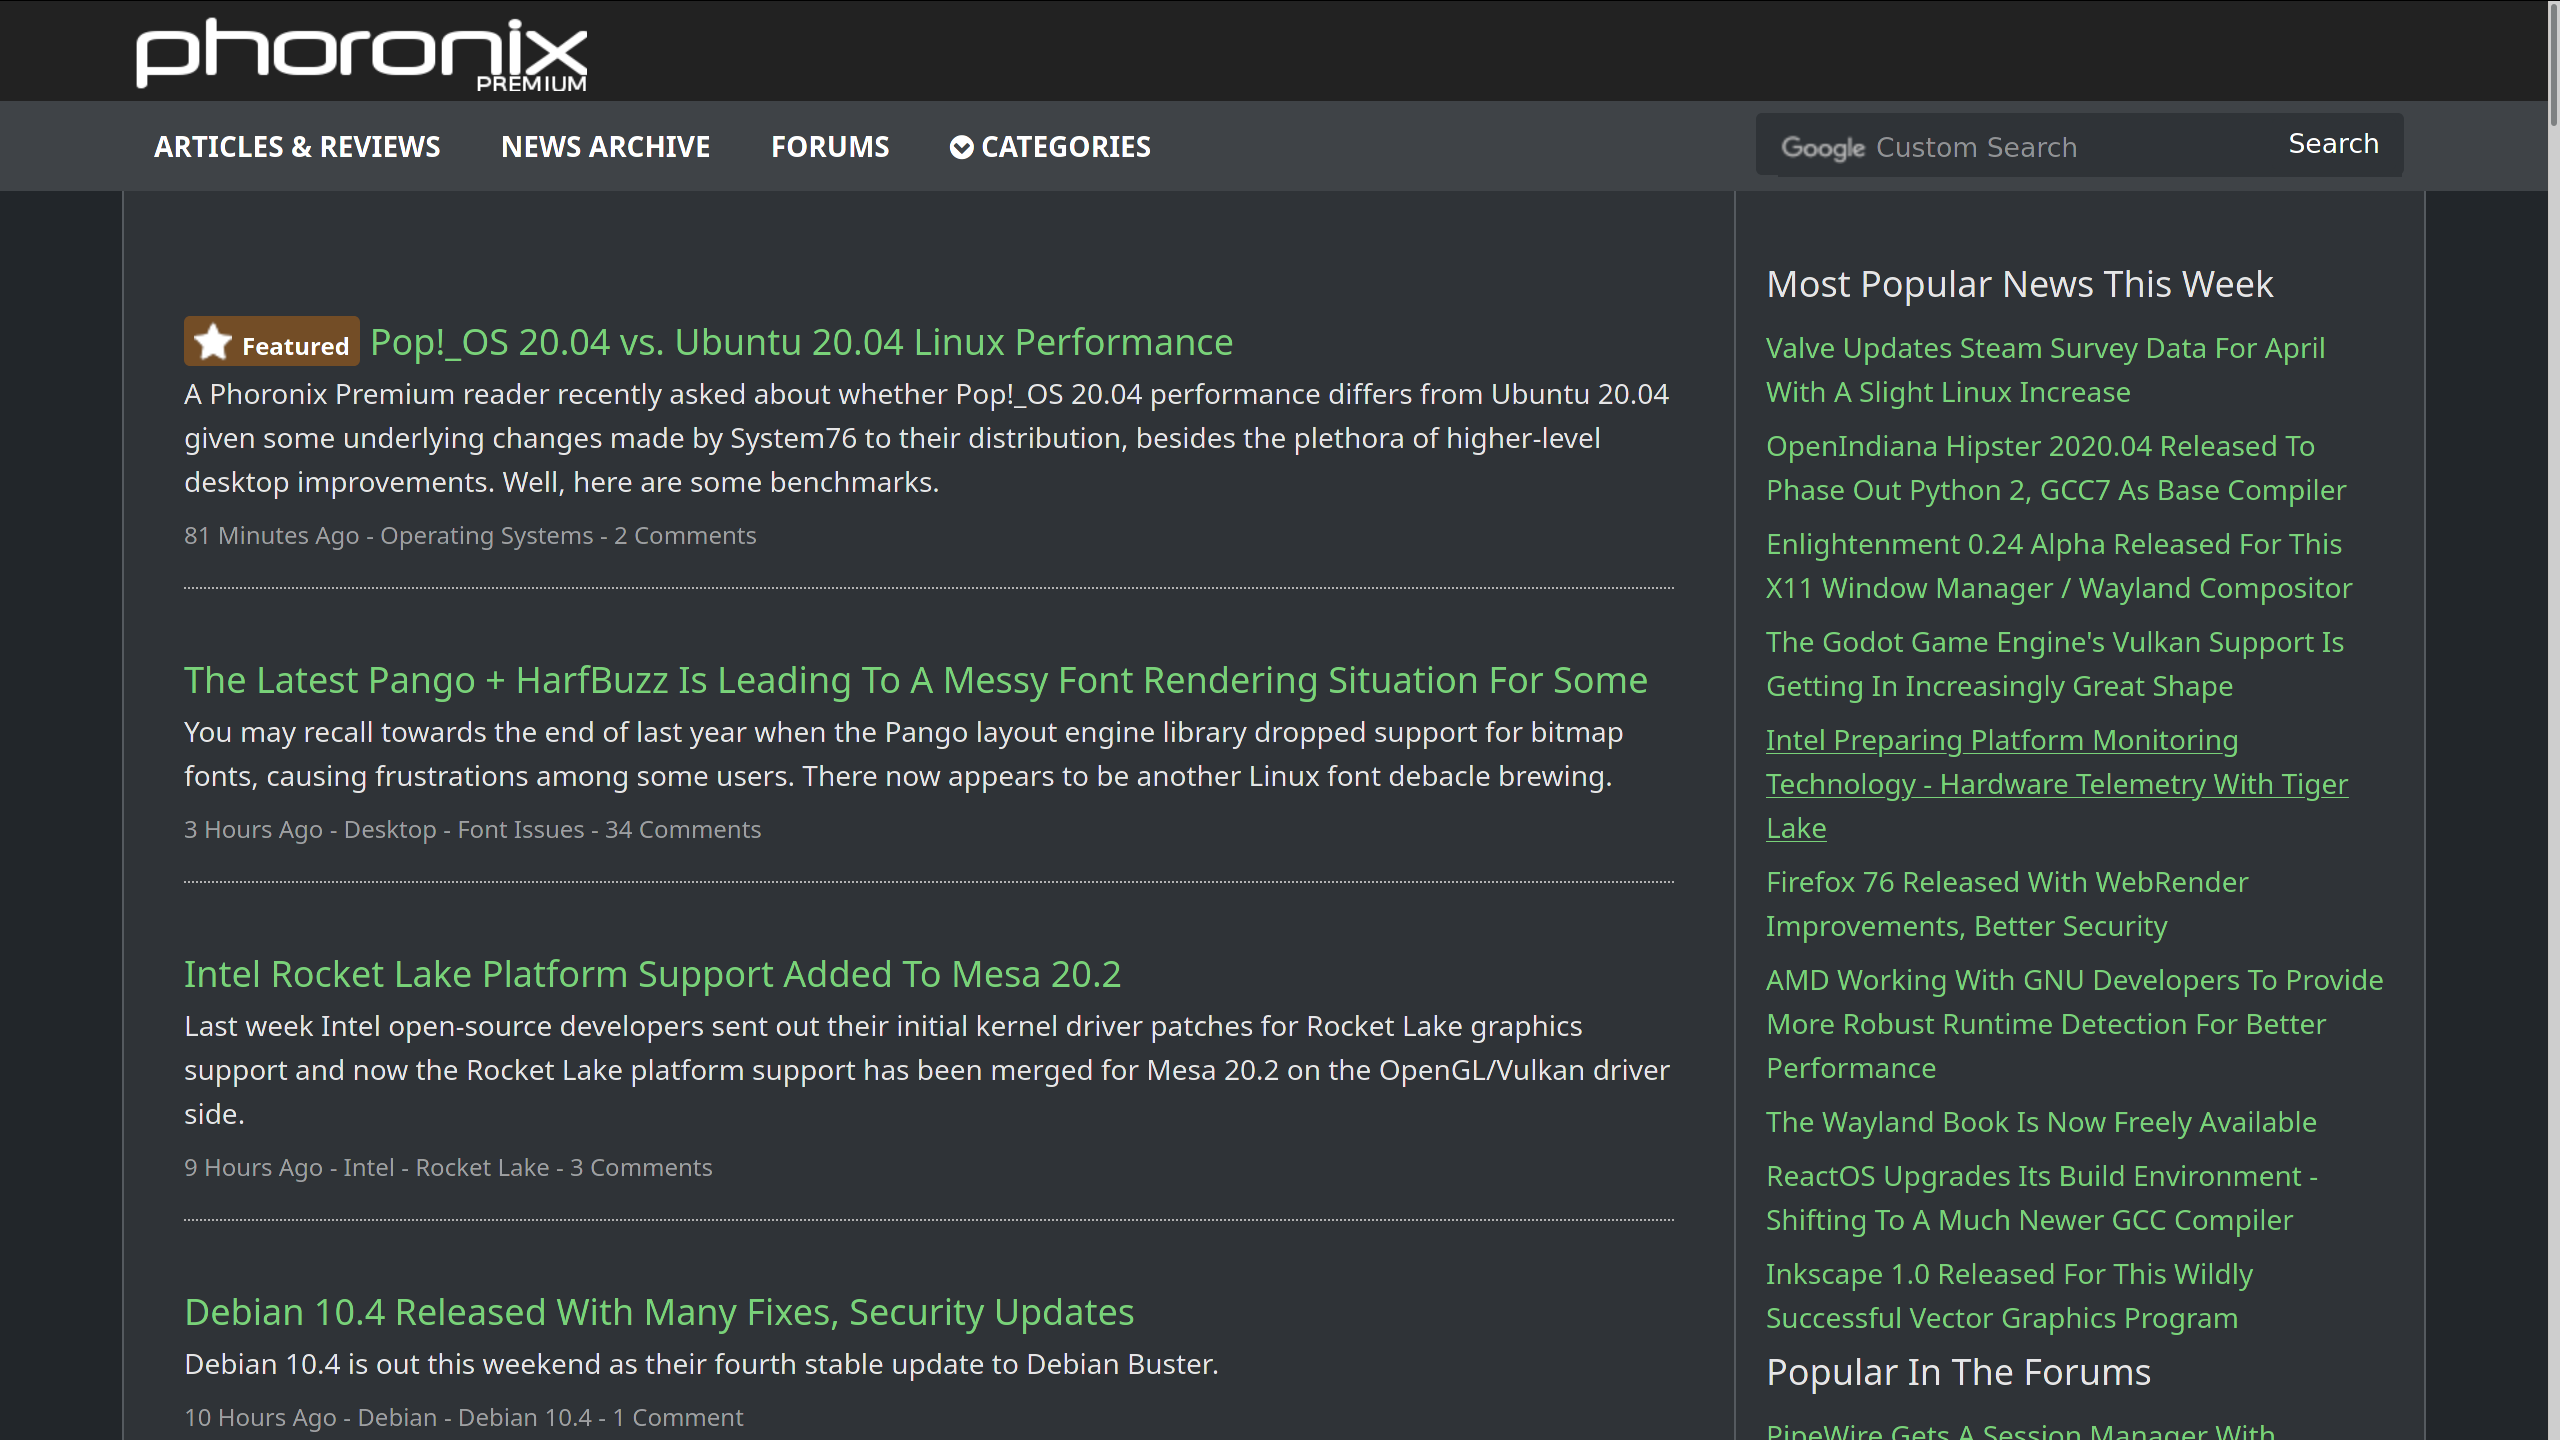 phoronix
PREMIUM
ARTICLES & REVIEWS
NEWS ARCHIVE
FORUMS
CATEGORIES
Google Custom Search
Search
Featured Pop!_OS 20.04 vs. Ubuntu 20.04 Linux Performance
A Phoronix Premium reader recently asked about whether Pop!_OS 20.04 performance differs from Ubuntu 20.04
given some underlying changes made by System76 to their distribution, besides the plethora of higher-level
desktop improvements. Well, here are some benchmarks.
81 Minutes Ago - Operating Systems - 2 Comments
The Latest Pango + HarfBuzz Is Leading To A Messy Font Rendering Situation For Some
You may recall towards the end of last year when the Pango layout engine library dropped support for bitmap
fonts, causing frustrations among some users. There now appears to be another Linux font debacle brewing.
3 Hours Ago - Desktop - Font Issues - 34 Comments
Intel Rocket Lake Platform Support Added To Mesa 20.2
Last week Intel open-source developers sent out their initial kernel driver patches for Rocket Lake graphics
support and now the Rocket Lake platform support has been merged for Mesa 20.2 on the OpenGL/Vulkan driver
side.
9 Hours Ago - Intel - Rocket Lake - 3 Comments
Debian 10.4 Released With Many Fixes, Security Updates
Debian 10.4 is out this weekend as their fourth stable update to Debian Buster.
10 Hours Ago - Debian - Debian 10.4 - 1 Comment
Most Popular News This Week
Valve Updates Steam Survey Data For April
With A Slight Linux Increase
OpenIndiana Hipster 2020.04 Released To
Phase Out Python 2, GCC7 As Base Compiler
Enlightenment 0.24 Alpha Released For This
X11 Window Manager / Wayland Compositor
The Godot Game Engine's Vulkan Support Is
Getting In Increasingly Great Shape
Intel Preparing Platform Monitoring
Technology - Hardware Telemetry With Tiger
Lake
Firefox 76 Released With WebRender
Improvements, Better Security
AMD Working With GNU Developers To Provide
More Robust Runtime Detection For Better
Performance
The Wayland Book Is Now Freely Available
ReactOS Upgrades Its Build Environment -
Shifting To A Much Newer GCC Compiler
Inkscape 1.0 Released For This Wildly
Successful Vector Graphics Program
Popular In The Forums
PipeWire Gets A Session Manager With